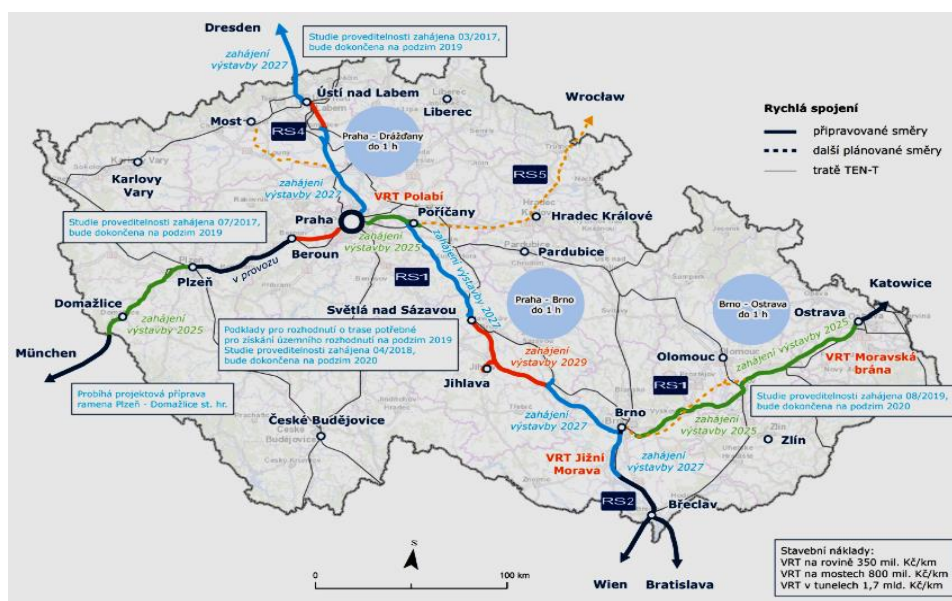 Dresden
zahájení
výstavby 2027
Studie proveditelnosti zahájena 03/2017,
bude dokončena na podzim 2019
Ústí nad Labem
Most
Liberec
Wrocław
RS4
Praha - Drážďany
do 1 h
Karlovy
Vary
RS5
zahájení
výstavby 2027
VRT Polabí
Rychlá spojení
připravované směry
další plánované směry
tratě TEN-T
Studie proveditelnosti zahájena 07/2017,
bude dokončena na podzim 2019
Praha
Poříčany
Hradec Králové
zahájení
výstavby 2025
Beroun
v provozu
Plzeň
RS1
zahájení výstavby 2027
Pardubice
Domažlice
zahájení
výstavby 2025
Světlá nad Sázavou
Praha - Brno
do 1 h
Brno - Ostrava
do 1 h
Katowice
Ostrava
München
Podklady pro rozhodnutí o trase potřebné
pro získání územního rozhodnutí na podzim 2019
Studie proveditelnosti zahájena 04/2018,
bude dokončena na podzim 2020
zahájení
výstavby 2029
Jihlava
Olomouc
zahájení výstavby 2025
VRT Moravská
brána
RS1
Probíhá projektová příprava
ramena Plzeň - Domažlice st. hr.
Studie proveditelnosti zahájena 08/2019,
bude dokončena na podzim 2020
České Budějovice
zahájení
výstavby 2027
Brno
zahájení
výstavby 2025
Zlín
VRT Jižní
Morava
zahájení
výstavby 2027
RS2
Břeclav
S
0
100 km
Wien
Bratislava
Stavební náklady:
VRT na rovině 350 mil. Kč/km
VRT na mostech 800 mil. Kč/km
VRT v tunelech 1,7 mld. Kč/km